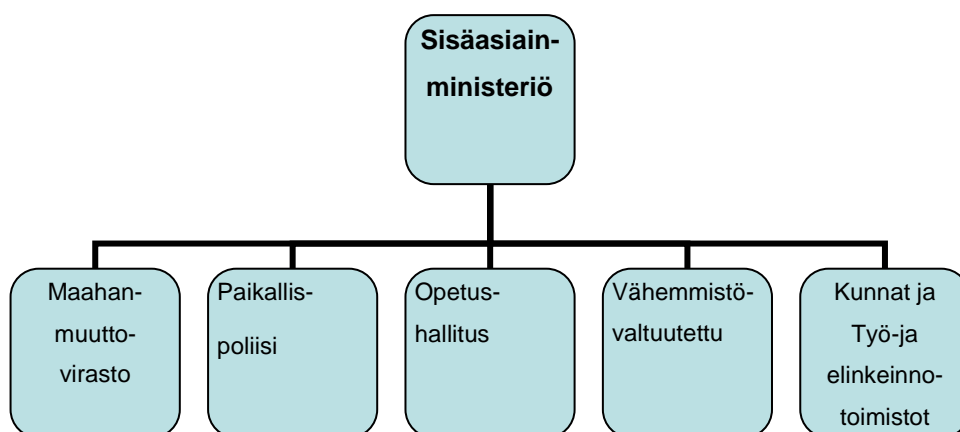 Sisäasiain-
ministeriö
Maahan-
muutto-
virasto
Paikallis-
poliisi
Opetus-
hallitus
Vähemmistö-
valtuutettu
Kunnat ja
Työ-ja
elinkeinno-
toimistot